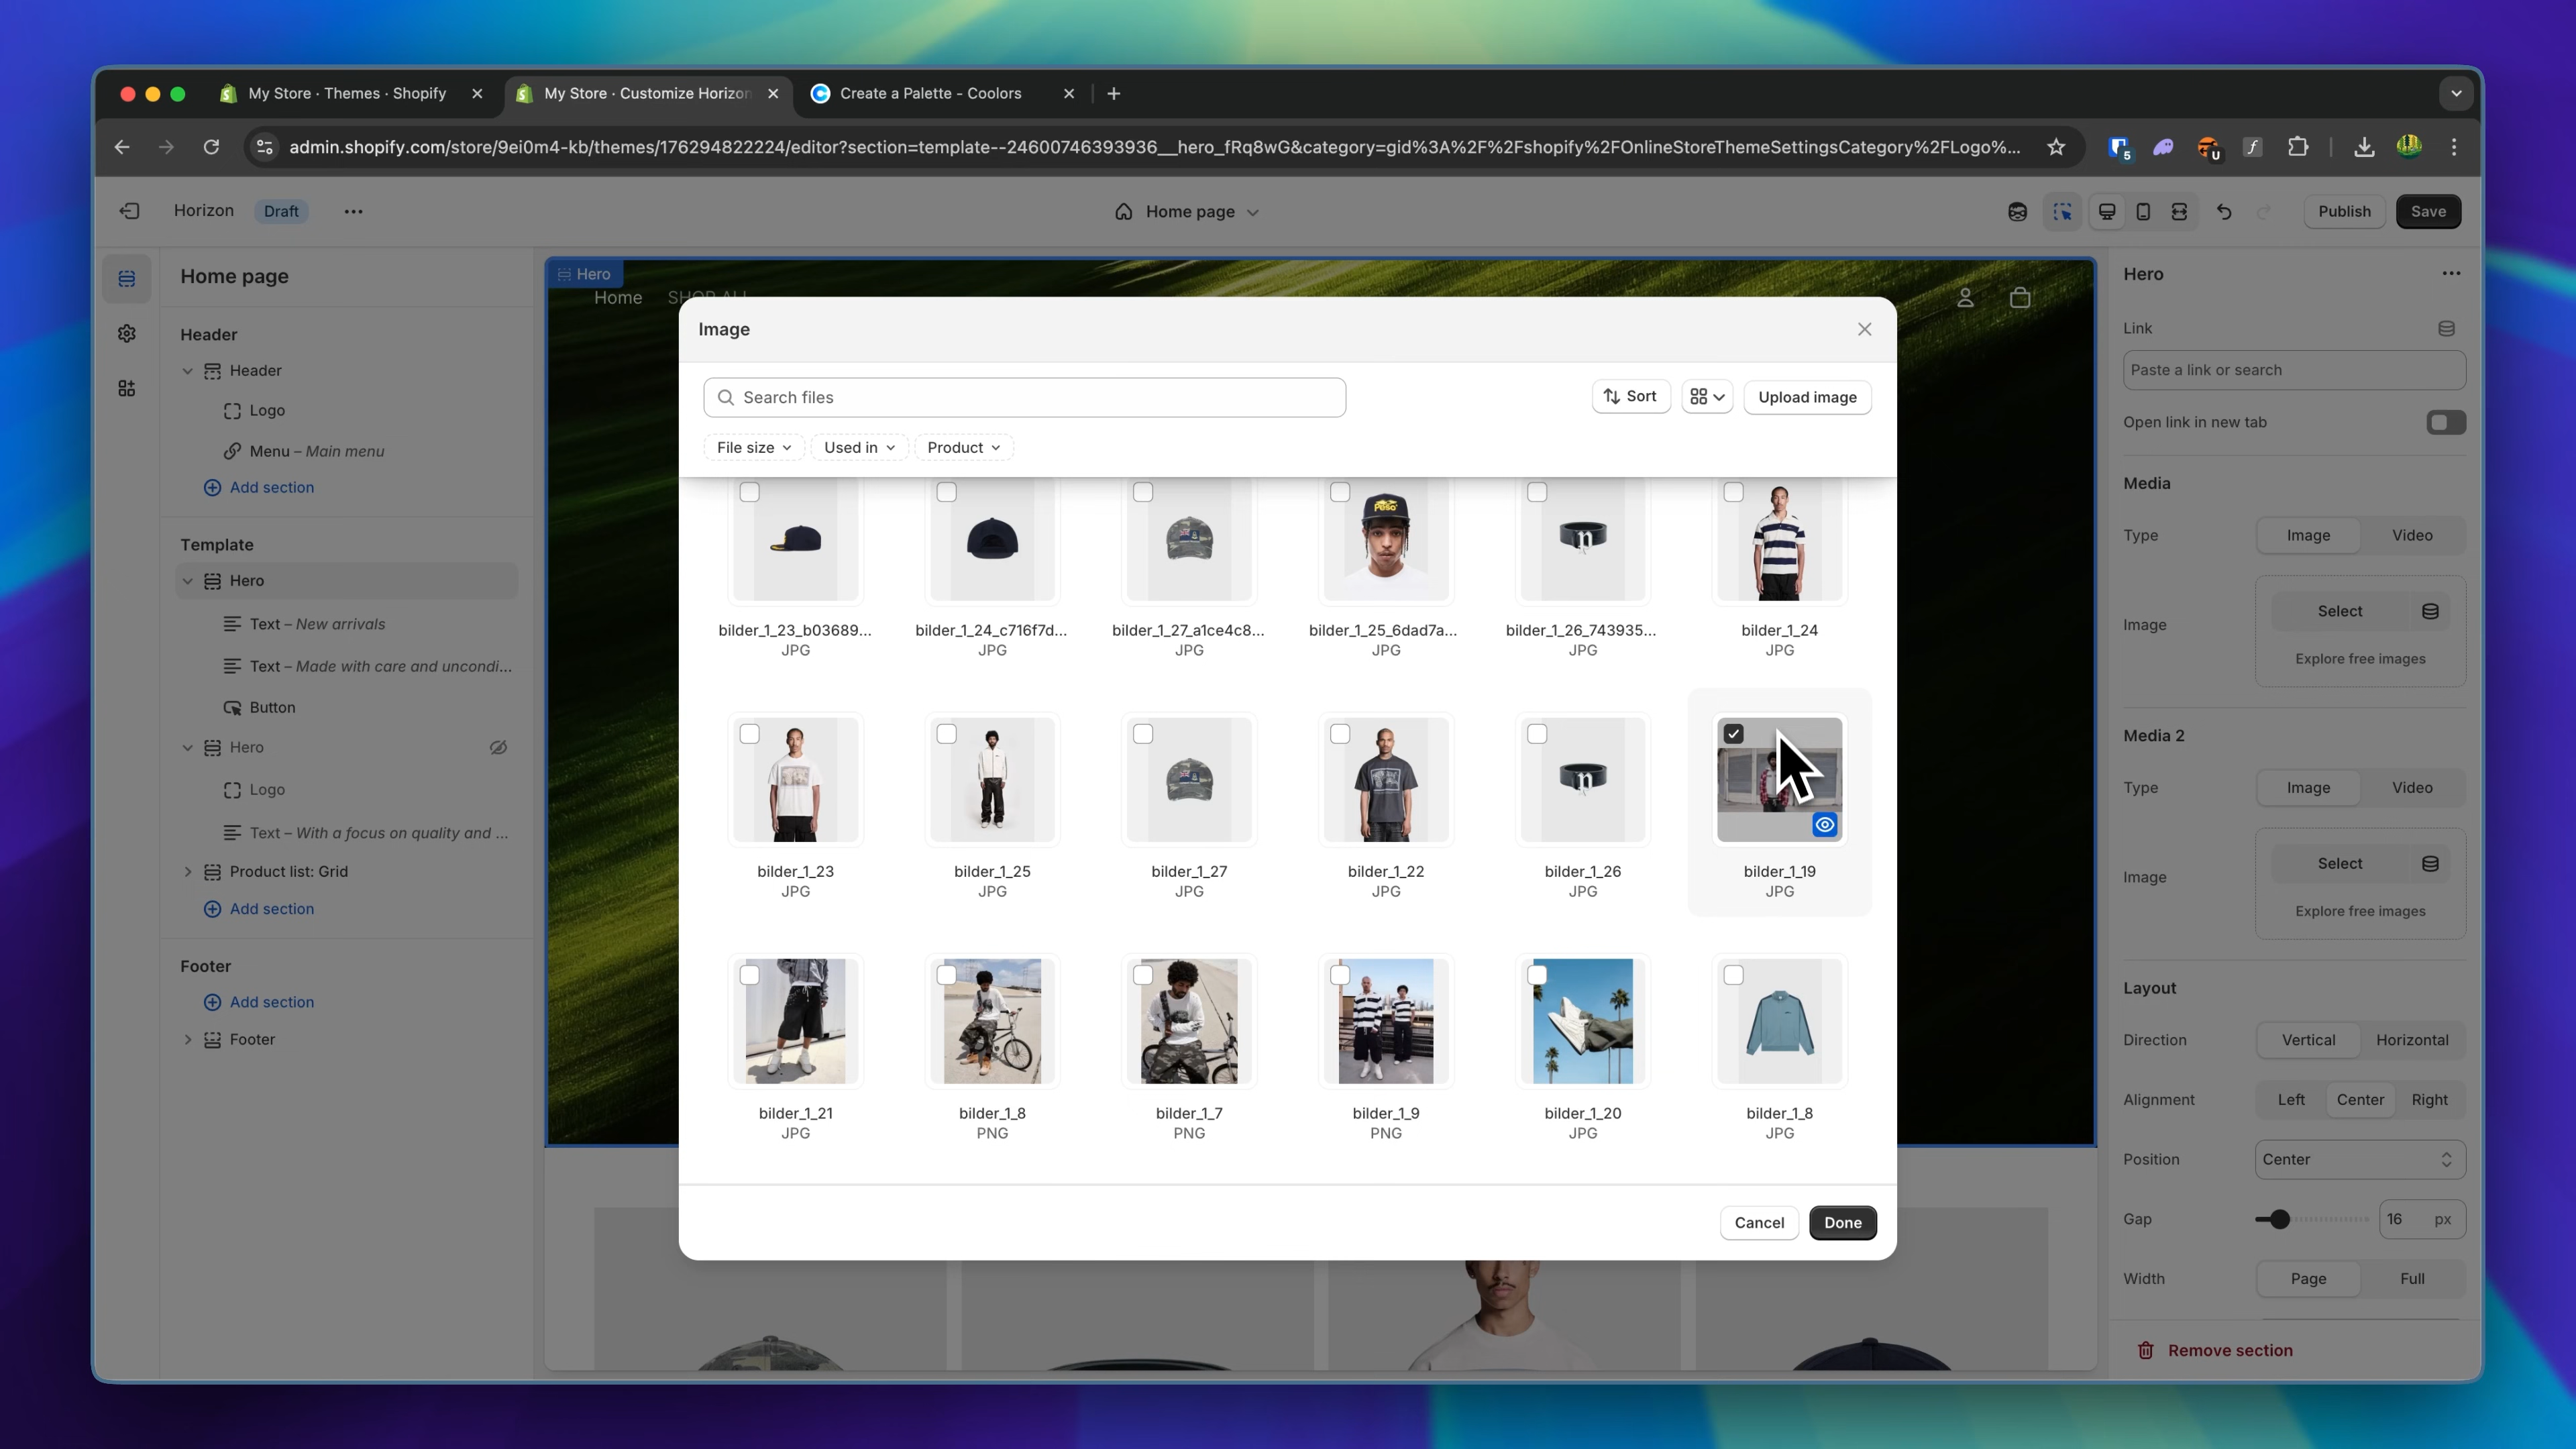 My Store · Themes · Shopify
My Store · Customize Horizon
Create a Palette - Coolors
admin.shopify.com/store/9ei0m4-kb/themes/176294822224/editor?section=template--24600746393936__hero_fRq8wG&category=gid%3A%2F%2Fshopify%2FOnlineStoreThemeSettingsCategory%2FLogo%...
5
U
Horizon
Draft
Home page
Publish
Save
Home page
Header
Header
Logo
Menu – Main menu
Add section
Template
Hero
Text – New arrivals
Text – Made with care and uncondi...
Button
Hero
Logo
Text – With a focus on quality and ...
Product list: Grid
Add section
Footer
Add section
Footer
Hero
Home
SHOP ALL
Image
Search files
Sort
Upload image
File size
Used in
Product
Peso
bilder_1_23_b03689...
JPG
bilder_1_24_c716f7d...
JPG
bilder_1_27_a1ce4c8...
JPG
bilder_1_25_6dad7a...
JPG
bilder_1_26_743935...
JPG
bilder_1_24
JPG
bilder_1_23
JPG
bilder_1_25
JPG
bilder_1_27
JPG
bilder_1_22
JPG
bilder_1_26
JPG
bilder_1_19
JPG
bilder_1_21
JPG
bilder_1_8
PNG
bilder_1_7
PNG
bilder_1_9
PNG
bilder_1_20
JPG
bilder_1_8
JPG
Cancel
Done
Hero
Link
Paste a link or search
Open link in new tab
Media
Type
Image
Video
Image
Select
Explore free images
Media 2
Type
Image
Video
Image
Select
Explore free images
Layout
Direction
Vertical
Horizontal
Alignment
Left
Center
Right
Position
Center
Gap
16
px
Width
Page
Full
Remove section